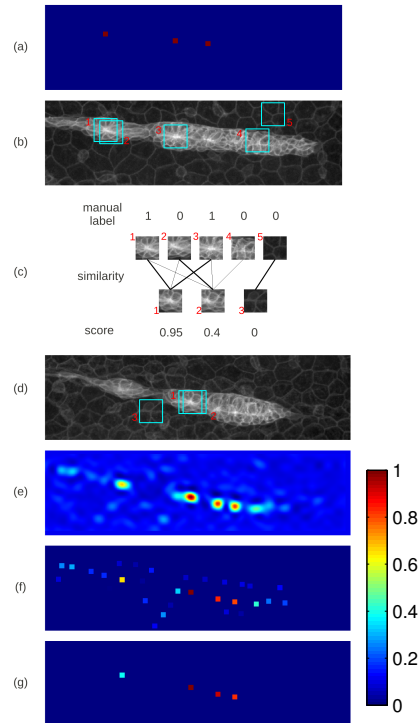 (a)
(b)
1
2
3
4
5
manual
label
1 0 1 0 0
(c)
1 2 3 4 5
similarity
1 2 3
score
0.95 0.4 0
(d)
3
1
2
(e)
1
0.8
0.6
0.4
0.2
0
(f)
(g)